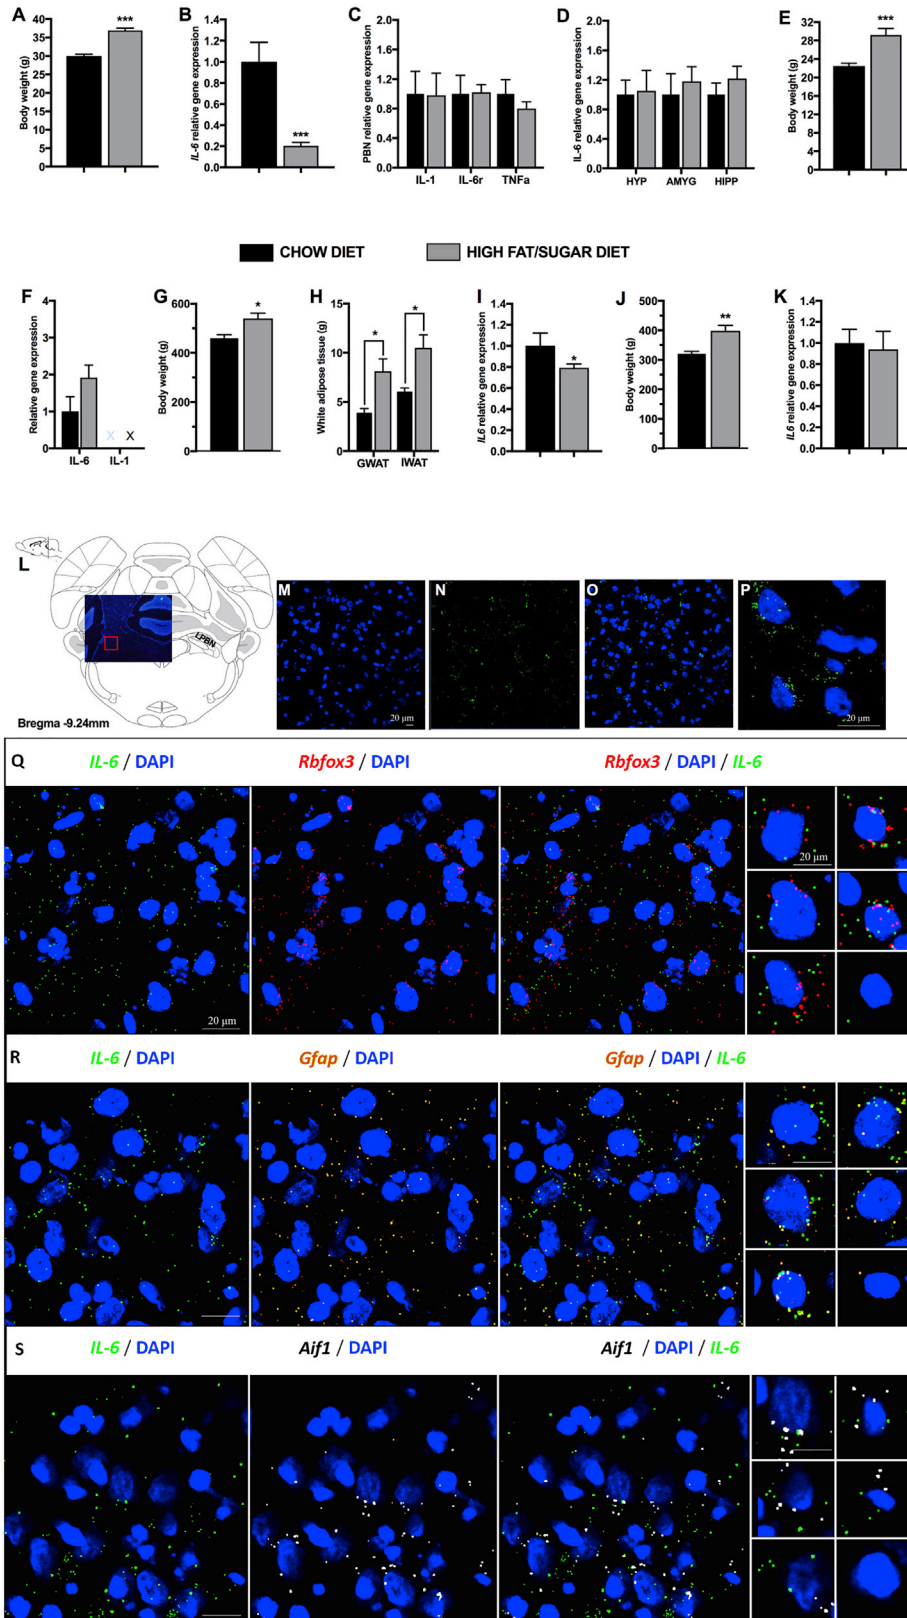 A
Body weight (g)
40
35
30
25
20
15
10
5
0
***
B
IL-6 relative gene expression
1.4
1.2
1.0
0.8
0.6
0.4
0.2
0.0
***
C
PBN relative gene expression
2.0
1.6
1.2
0.8
0.4
0.0
IL-1 IL-6r TNFa
D
IL-6 relative gene expression
2.0
1.6
1.2
0.8
0.4
0.0
HYP AMYG HIPP
E
Body weight (g)
32
28
24
20
16
12
8
4
0
***
CHOW DIET HIGH FAT/SUGAR DIET
F
Relative gene expression
4
3
2
1
0
X X
IL-6 IL-1
G
Body weight (g)
600
400
200
0
*
H
White adipose tissue (g)
15
10
5
0
* *
GWAT IWAT
I
IL6 relative gene expression
1.4
1.2
1.0
0.8
0.6
0.4
0.2
0.0
*
J
Body weight (g)
500
400
300
200
100
0
**
K
IL6 relative gene expression
1.4
1.2
1.0
0.8
0.6
0.4
0.2
0.0
L
LPBN
Bregma -9.24mm
M
20 μm
N
O
P
20 μm
Q IL-6 / DAPI Rbfox3 / DAPI Rbfox3 / DAPI / IL-6
20 μm
20 μm
R IL-6 / DAPI Gfap / DAPI Gfap / DAPI / IL-6
S IL-6 / DAPI Aif1 / DAPI Aif1 / DAPI / IL-6